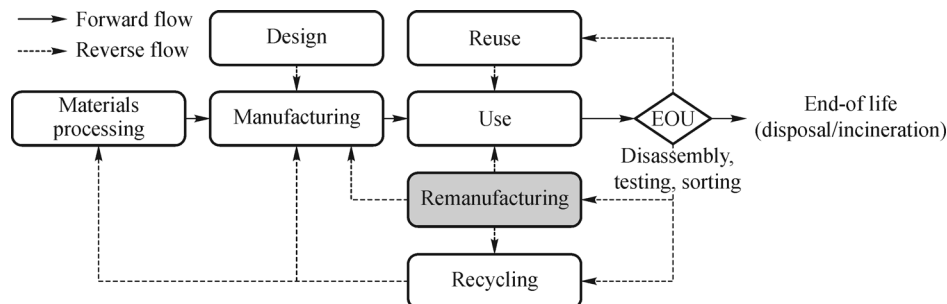 Forward flow
Reverse flow
Design
Reuse
Materials
processing
Manufacturing
Use
EOU
End-of life
(disposal/incineration)
Disassembly,
testing, sorting
Remanufacturing
Recycling